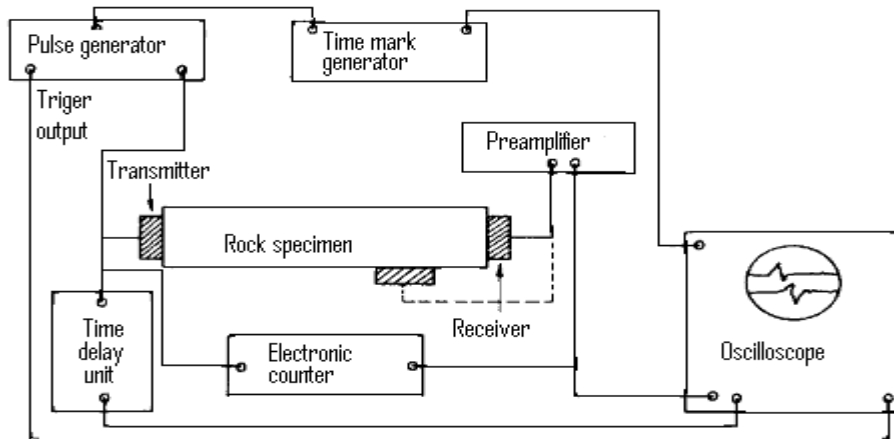 Pulse generator
Time mark
generator
Triger
output
Preamplifier
Transmitter
Rock specimen
Receiver
Time
delay
unit
Electronic
counter
Oscilloscope